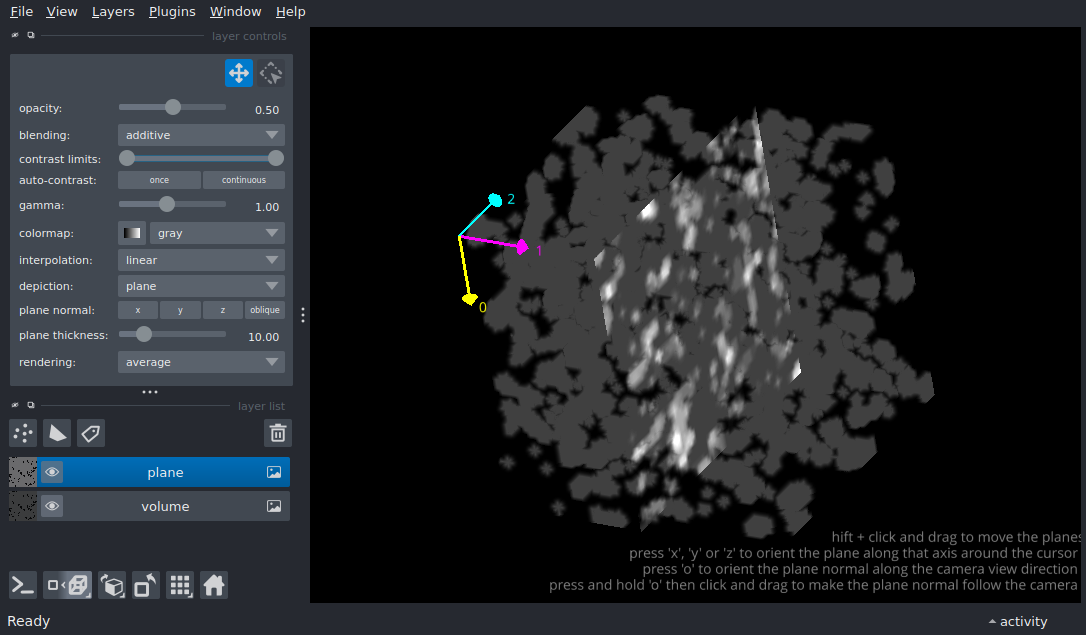 File View Layers Plugins Window Help
layer controls
opacity: 0.50
blending: additive
contrast limits:
auto-contrast: once continuous
gamma: 1.00
colormap: gray
interpolation: linear
depiction: plane
plane normal: x y z oblique
plane thickness: 10.00
rendering: average
layer list
plane
volume
2
1
0
hift + click and drag to move the planes
press 'x', 'y' or 'z' to orient the plane along that axis around the cursor
press 'o' to orient the plane normal along the camera view direction
press and hold 'o' then click and drag to make the plane normal follow the camera
Ready
activity